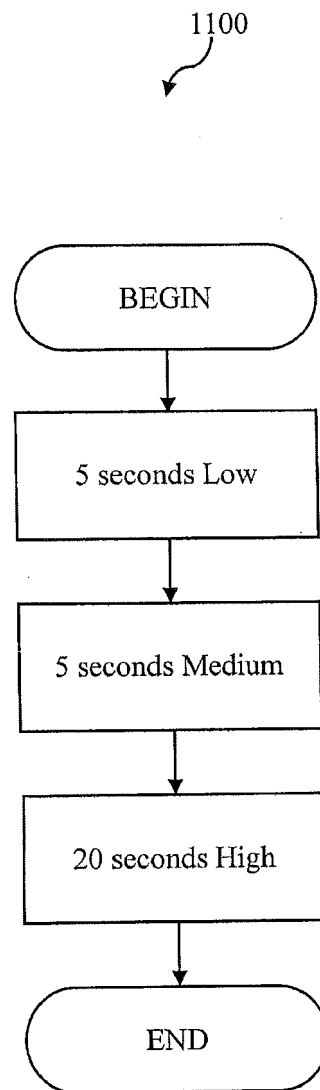 1100
BEGIN
5 seconds Low
5 seconds Medium
20 seconds High
END